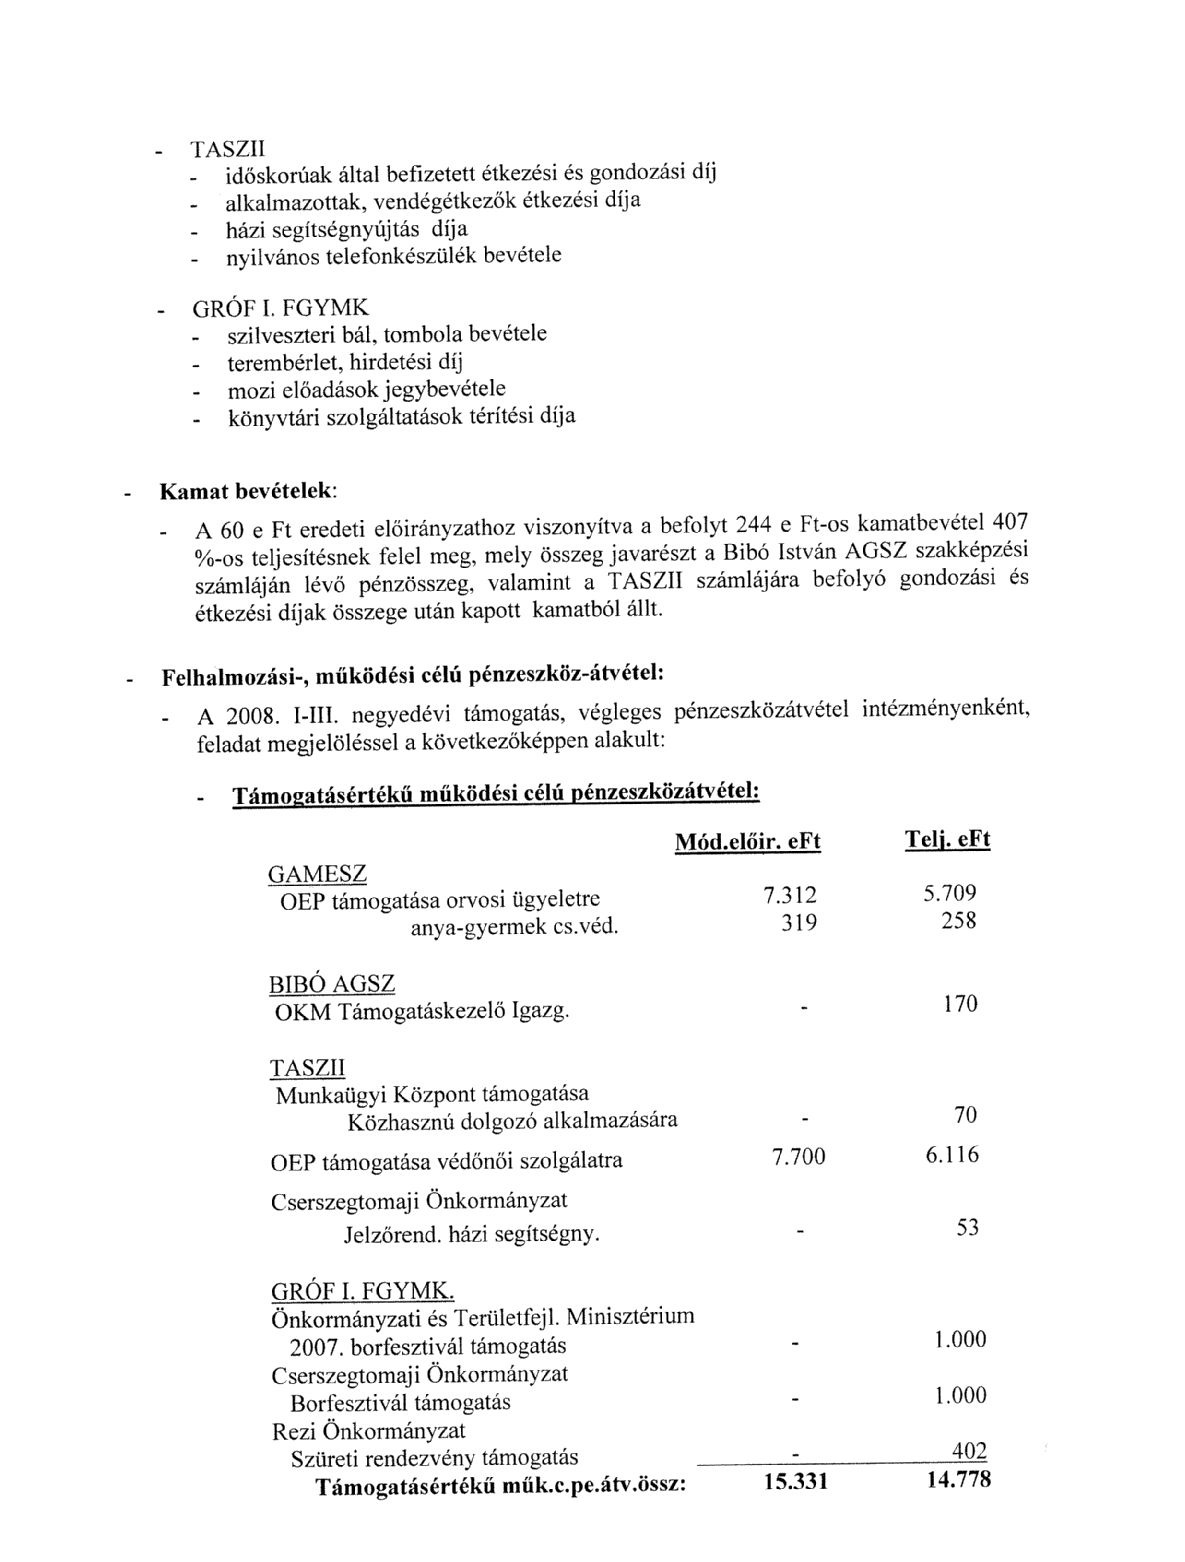 - TASZII
- időskorúak által befizetett étkezési és gondozási díj
- alkalmazottak, vendégétkezők étkezési díja
- házi segítségnyújtás díja
- nyilvános telefonkészülék bevétele
- GRÓF I. FGYMK
- szilveszteri bál, tombola bevétele
- terembérlet, hirdetési díj
- mozi előadások jegybevétele
- könyvtári szolgáltatások térítési díja
- Kamat bevételek:
- A 60 e Ft eredeti előirányzathoz viszonyítva a befolyt 244 e Ft-os kamatbevétel 407
%-os teljesítésnek felel meg, mely összeg javarészt a Bibó István AGSZ szakképzési
számláján lévő pénzösszeg, valamint a TASZII számlájára befolyó gondozási és
étkezési díjak összege után kapott kamatból állt.
- Felhalmozási-, működési célú pénzeszköz-átvétel:
- A 2008. I-III. negyedévi támogatás, végleges pénzeszközátvétel intézményenként,
feladat megjelöléssel a következőképpen alakult:
- Támogatásértékű működési célú pénzeszközátvétel:
Mód.előir. eFt Telj. eFt
GAMESZ
OEP támogatása orvosi ügyeletre 7.312 5.709
anya-gyermek cs.véd. 319 258
BIBÓ AGSZ
OKM Támogatáskezelő Igazg. - 170
TASZII
Munkaügyi Központ támogatása
Közhasznú dolgozó alkalmazására - 70
OEP támogatása védőnői szolgálatra 7.700 6.116
Cserszegtomaji Önkormányzat
Jelzőrend. házi segítségny. - 53
GRÓF I. FGYMK.
Önkormányzati és Területfejl. Minisztérium
2007. borfesztivál támogatás - 1.000
Cserszegtomaji Önkormányzat
Borfesztivál támogatás - 1.000
Rezi Önkormányzat
Szüreti rendezvény támogatás - 402
Támogatásértékű műk.c.pe.átv.össz: 15.331 14.778